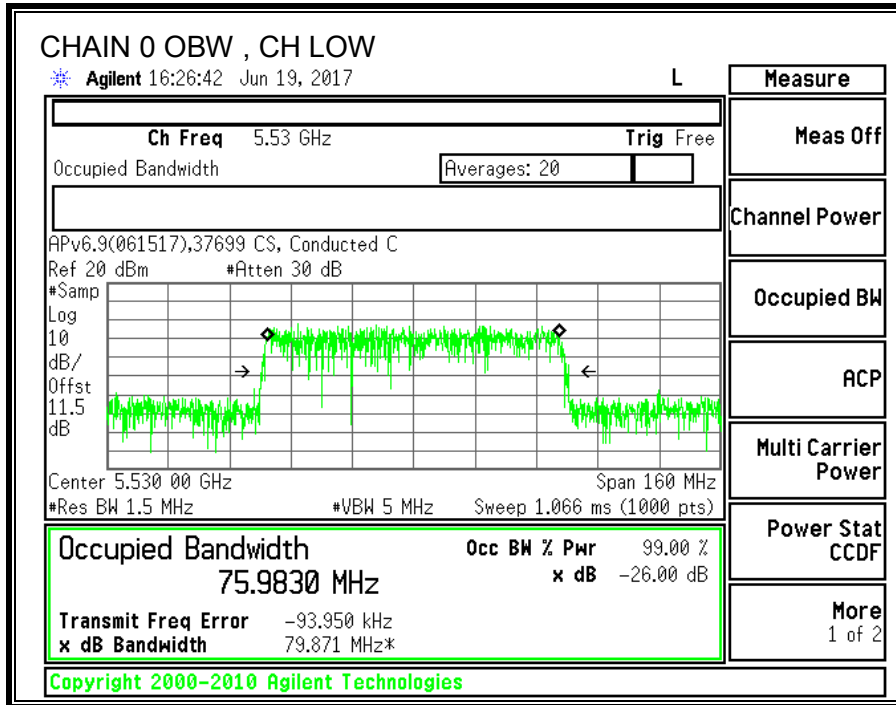 CHAIN 0 OBW , CH LOW
Agilent 16:26:42 Jun 19, 2017 L
Measure
Ch Freq 5.53 GHz Trig Free
Occupied Bandwidth Averages: 20
APv6.9(061517),37699 CS, Conducted C
Ref 20 dBm #Atten 30 dB
#Samp
Log
10
dB/
Offst
11.5
dB
Center 5.530 00 GHz Span 160 MHz
#Res BW 1.5 MHz #VBW 5 MHz Sweep 1.066 ms (1000 pts)
Occupied Bandwidth Occ BW % Pwr 99.00 %
75.9830 MHz x dB -26.00 dB
Transmit Freq Error -93.950 kHz
x dB Bandwidth 79.871 MHz*
Copyright 2000-2010 Agilent Technologies
Meas Off
Channel Power
Occupied BW
ACP
Multi Carrier
Power
Power Stat
CCDF
More
1 of 2